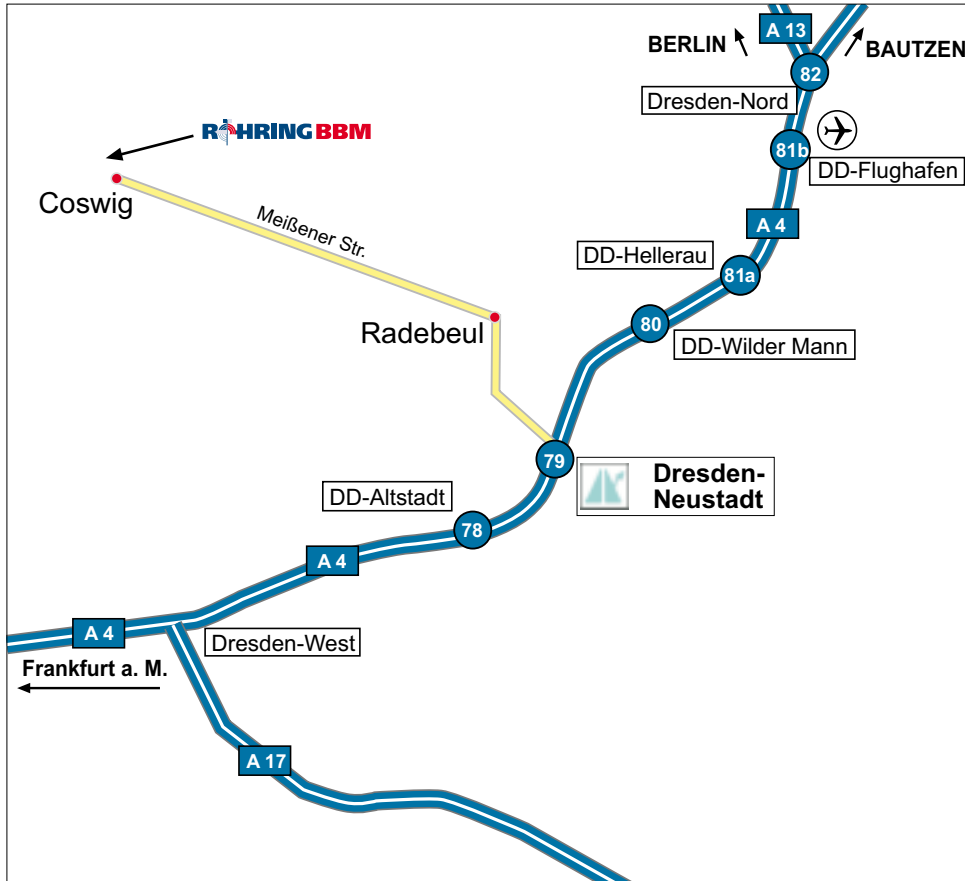 A 13
BERLIN
BAUTZEN
82
Dresden-Nord
RÖHRING BBM
81b
DD-Flughafen
Coswig
Meißener Str.
A 4
DD-Hellerau
81a
Radebeul
80
DD-Wilder Mann
79
Dresden-
Neustadt
DD-Altstadt
78
A 4
A 4
Dresden-West
Frankfurt a. M.
A 17